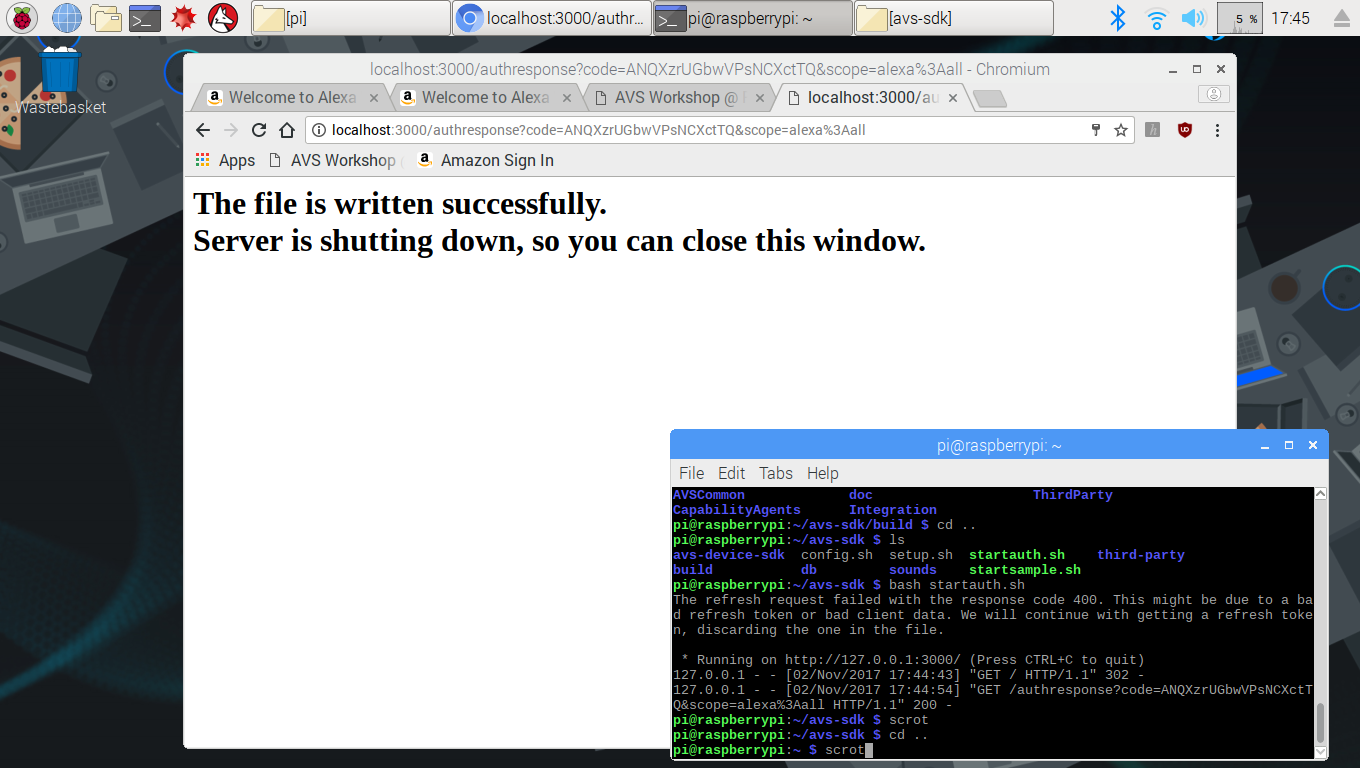 [pi]
localhost:3000/authr...
pi@raspberrypi: ~
[avs-sdk]
5 %
17:45
Wastebasket
localhost:3000/authresponse?code=ANQXzrUGbwVPsNCXctTQ&scope=alexa%3Aall - Chromium
Welcome to Alexa
Welcome to Alexa
AVS Workshop @
localhost:3000/au
localhost:3000/authresponse?code=ANQXzrUGbwVPsNCXctTQ&scope=alexa%3Aall
Apps
AVS Workshop
Amazon Sign In
The file is written successfully.
Server is shutting down, so you can close this window.
pi@raspberrypi: ~
File Edit Tabs Help
AVSCommon doc ThirdParty
CapabilityAgents Integration
pi@raspberrypi:~/avs-sdk/build $ cd ..
pi@raspberrypi:~/avs-sdk $ ls
avs-device-sdk config.sh setup.sh startauth.sh third-party
build db sounds startsample.sh
pi@raspberrypi:~/avs-sdk $ bash startauth.sh
The refresh request failed with the response code 400. This might be due to a ba
d refresh token or bad client data. We will continue with getting a refresh toke
n, discarding the one in the file.
* Running on http://127.0.0.1:3000/ (Press CTRL+C to quit)
127.0.0.1 - - [02/Nov/2017 17:44:43] "GET / HTTP/1.1" 302 -
127.0.0.1 - - [02/Nov/2017 17:44:54] "GET /authresponse?code=ANQXzrUGbwVPsNCXctT
Q&scope=alexa%3Aall HTTP/1.1" 200 -
pi@raspberrypi:~/avs-sdk $ scrot
pi@raspberrypi:~/avs-sdk $ cd ..
pi@raspberrypi:~ $ scrot